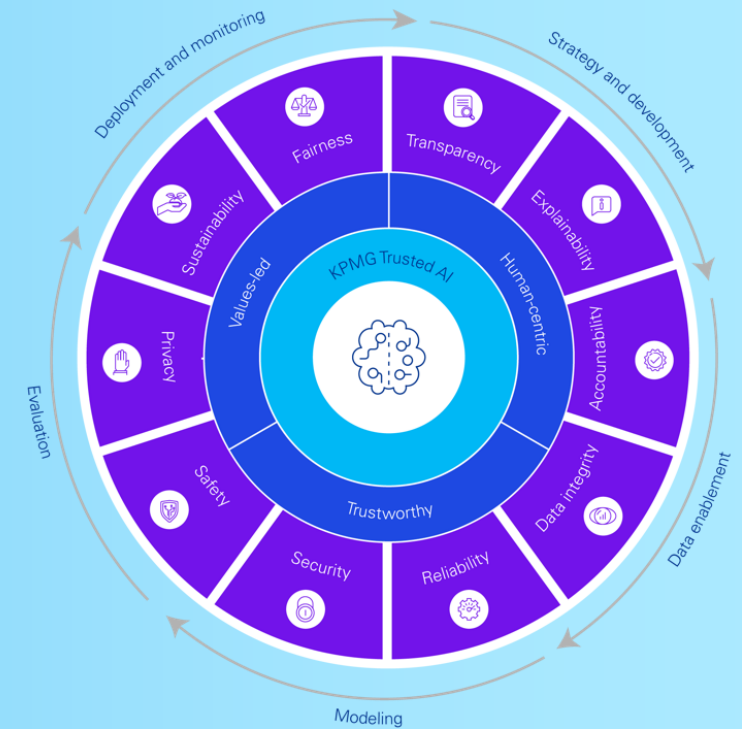 Deployment and monitoring
Strategy and development
Data enablement
Modeling
Evaluation
Fairness
Transparency
Explainability
Accountability
Data integrity
Reliability
Security
Safety
Privacy
Sustainability
Values-led
Human-centric
Trustworthy
KPMG Trusted AI